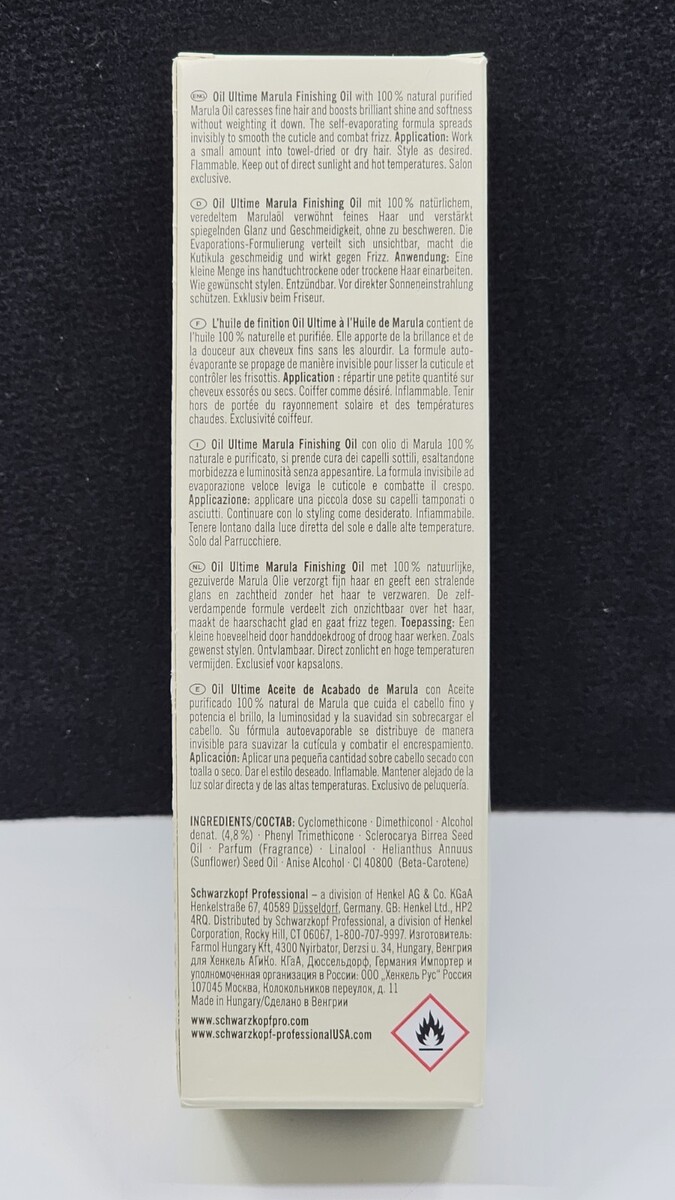 ENG Oil Ultime Marula Finishing Oil with 100 % natural purified
Marula Oil caresses fine hair and boosts brilliant shine and softness
without weighting it down. The self-evaporating formula spreads
invisibly to smooth the cuticle and combat frizz. Application: Work
a small amount into towel-dried or dry hair. Style as desired.
Flammable. Keep out of direct sunlight and hot temperatures. Salon
exclusive.
D Oil Ultime Marula Finishing Oil mit 100 % natürlichem,
veredeltem Marulaöl verwöhnt feines Haar und verstärkt
spiegelnden Glanz und Geschmeidigkeit, ohne zu beschweren. Die
Evaporations-Formulierung verteilt sich unsichtbar, macht die
Kutikula geschmeidig und wirkt gegen Frizz. Anwendung: Eine
kleine Menge ins handtuchtrockene oder trockene Haar einarbeiten.
Wie gewünscht stylen. Entzündbar. Vor direkter Sonneneinstrahlung
schützen. Exklusiv beim Friseur.
F L'huile de finition Oil Ultime à l'Huile de Marula contient de
l'huile 100 % naturelle et purifiée. Elle apporte de la brillance et de
la douceur aux cheveux fins sans les alourdir. La formule auto-
évaporante se propage de manière invisible pour lisser la cuticule et
contrôler les frisottis. Application : répartir une petite quantité sur
cheveux essorés ou secs. Coiffer comme désiré. Inflammable. Tenir
hors de portée du rayonnement solaire et des températures
chaudes. Exclusivité coiffeur.
I Oil Ultime Marula Finishing Oil con olio di Marula 100 %
naturale e purificato, si prende cura dei capelli sottili, esaltandone
morbidezza e luminosità senza appesantire. La formula invisibile ad
evaporazione veloce leviga le cuticole e combatte il crespo.
Applicazione: applicare una piccola dose su capelli tamponati o
asciutti. Continuare con lo styling come desiderato. Infiammabile.
Tenere lontano dalla luce diretta del sole e dalle alte temperature.
Solo dal Parrucchiere.
NL Oil Ultime Marula Finishing Oil met 100 % natuurlijke,
gezuiverde Marula Olie verzorgt fijn haar en geeft een stralende
glans en zachtheid zonder het haar te verzwaren. De zelf-
verdampende formule verdeelt zich onzichtbaar over het haar,
maakt de haarschacht glad en gaat frizz tegen. Toepassing: Een
kleine hoeveelheid door handdoekdroog of droog haar werken. Zoals
gewenst stylen. Ontvlambaar. Direct zonlicht en hoge temperaturen
vermijden. Exclusief voor kapsalons.
E Oil Ultime Aceite de Acabado de Marula con Aceite
purificado 100 % natural de Marula que cuida el cabello fino y
potencia el brillo, la luminosidad y la suavidad sin sobrecargar el
cabello. Su fórmula autoevaporable se distribuye de manera
invisible para suavizar la cutícula y combatir el encrespamiento.
Aplicación: Aplicar una pequeña cantidad sobre cabello secado con
toalla o seco. Dar el estilo deseado. Inflamable. Mantener alejado de la
luz solar directa y de las altas temperaturas. Exclusivo de peluquería.
INGREDIENTS/СОСТАВ: Cyclomethicone · Dimethiconol · Alcohol
denat. (4,8 %) · Phenyl Trimethicone · Sclerocarya Birrea Seed
Oil · Parfum (Fragrance) · Linalool · Helianthus Annuus
(Sunflower) Seed Oil · Anise Alcohol · CI 40800 (Beta-Carotene)
Schwarzkopf Professional – a division of Henkel AG & Co. KGaA
Henkelstraße 67, 40589 Düsseldorf, Germany. GB: Henkel Ltd., HP2
4RQ. Distributed by Schwarzkopf Professional, a division of Henkel
Corporation, Rocky Hill, CT 06067, 1-800-707-9997. Изготовитель:
Farmol Hungary Kft, 4300 Nyirbator, Derzsi u. 34, Hungary, Венгрия
для Хенкель АГиКо. КГаА, Дюссельдорф, Германия Импортер и
уполномоченная организация в России: ООО „Хенкель Рус" Россия
107045 Москва, Колокольников переулок, д. 11
Made in Hungary/Сделано в Венгрии
www.schwarzkopfpro.com
www.schwarzkopf-professionalUSA.com